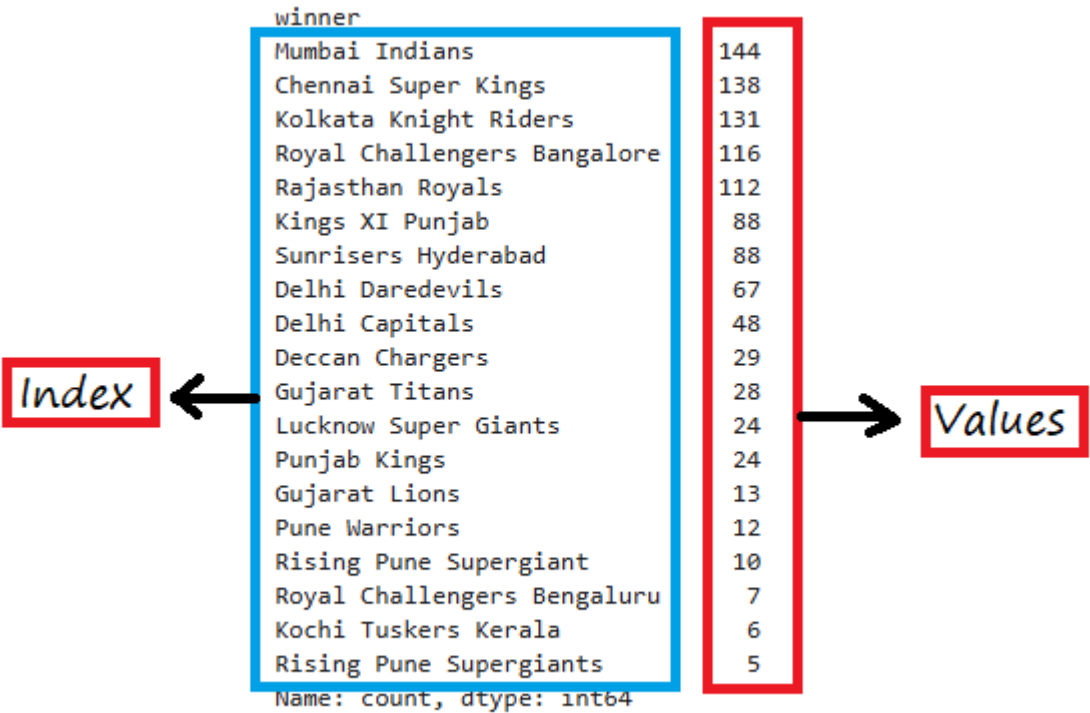 winner
Mumbai Indians 144
Chennai Super Kings 138
Kolkata Knight Riders 131
Royal Challengers Bangalore 116
Rajasthan Royals 112
Kings XI Punjab 88
Sunrisers Hyderabad 88
Delhi Daredevils 67
Delhi Capitals 48
Deccan Chargers 29
Index
Gujarat Titans 28
Lucknow Super Giants 24
Values
Punjab Kings 24
Gujarat Lions 13
Pune Warriors 12
Rising Pune Supergiant 10
Royal Challengers Bengaluru 7
Kochi Tuskers Kerala 6
Rising Pune Supergiants 5
Name: count, dtype: int64